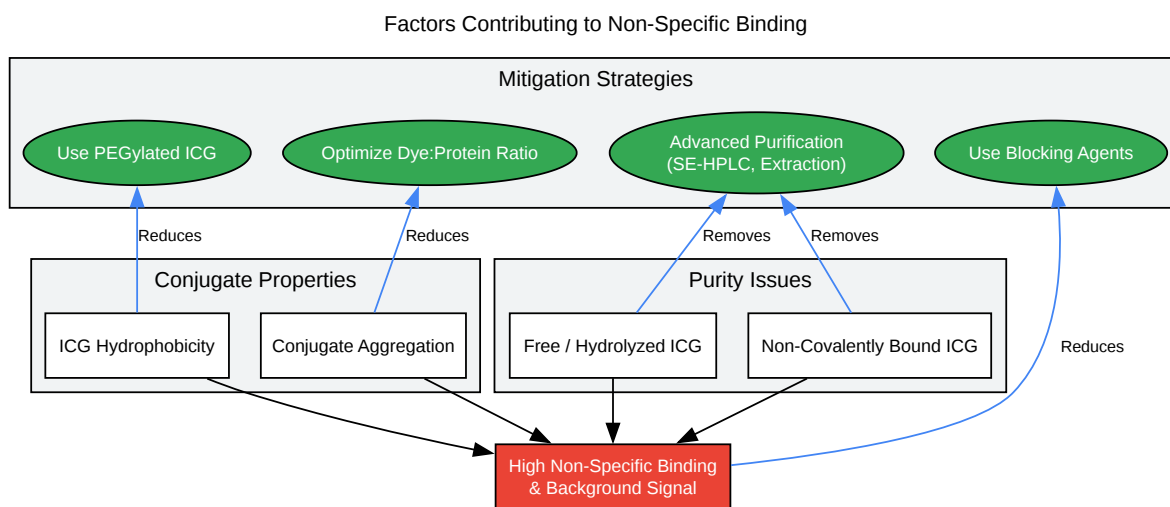 Factors Contributing to Non-Specific Binding
Mitigation Strategies
Use PEGylated ICG
Optimize Dye:Protein Ratio
Advanced Purification
(SE-HPLC, Extraction)
Use Blocking Agents
Reduces
Reduces
Removes
Removes
Conjugate Properties
Purity Issues
ICG Hydrophobicity
Conjugate Aggregation
Free / Hydrolyzed ICG
Non-Covalently Bound ICG
Reduces
High Non-Specific Binding
& Background Signal